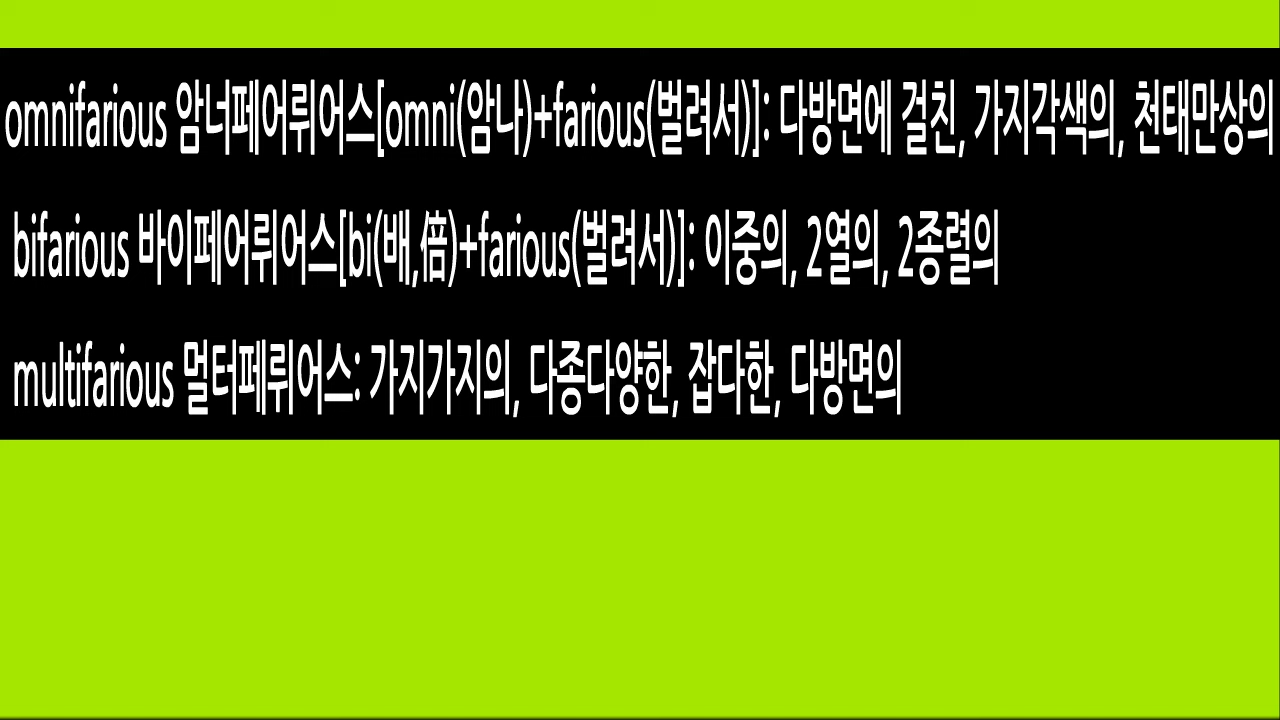 omnifarious 암너페어뤼어스[omni(암나)+farious(벌려서)]: 다방면에 걸친, 가지각색의, 천태만상의
bifarious 바이페어뤼어스[bi(배,倍)+farious(벌려서)]: 이중의, 2열의, 2종렬의
multifarious 멀터페뤼어스: 가지가지의, 다종다양한, 잡다한, 다방면의